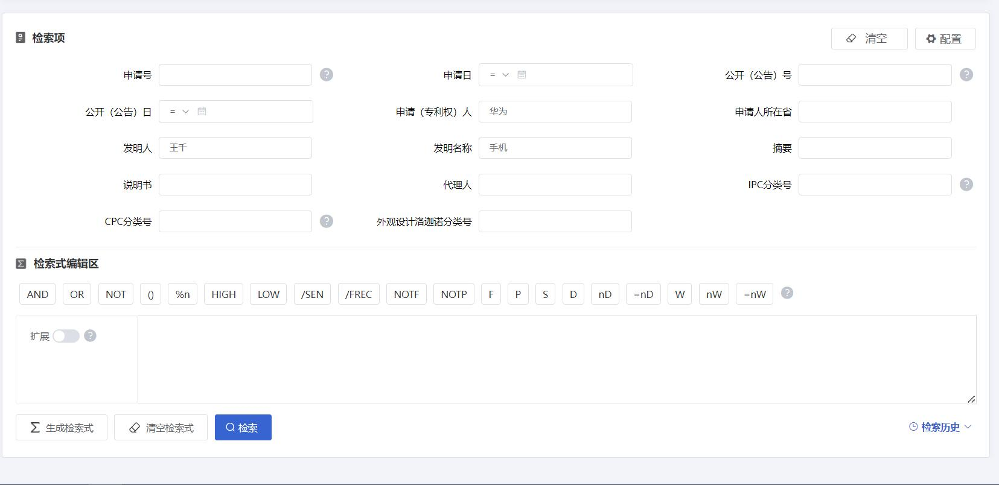 检索项 清空 配置
申请号 ? 申请日 = 公开（公告）号 ?
公开（公告）日 = 申请（专利权）人 华为 申请人所在省
发明人 王千 发明名称 手机 摘要
说明书 代理人 IPC分类号 ?
CPC分类号 ? 外观设计洛迦诺分类号
Σ 检索式编辑区
AND OR NOT () %n HIGH LOW /SEN /FREC NOTF NOTP F P S D nD =nD W nW =nW ?
扩展 ?
Σ 生成检索式 清空检索式 检索 检索历史